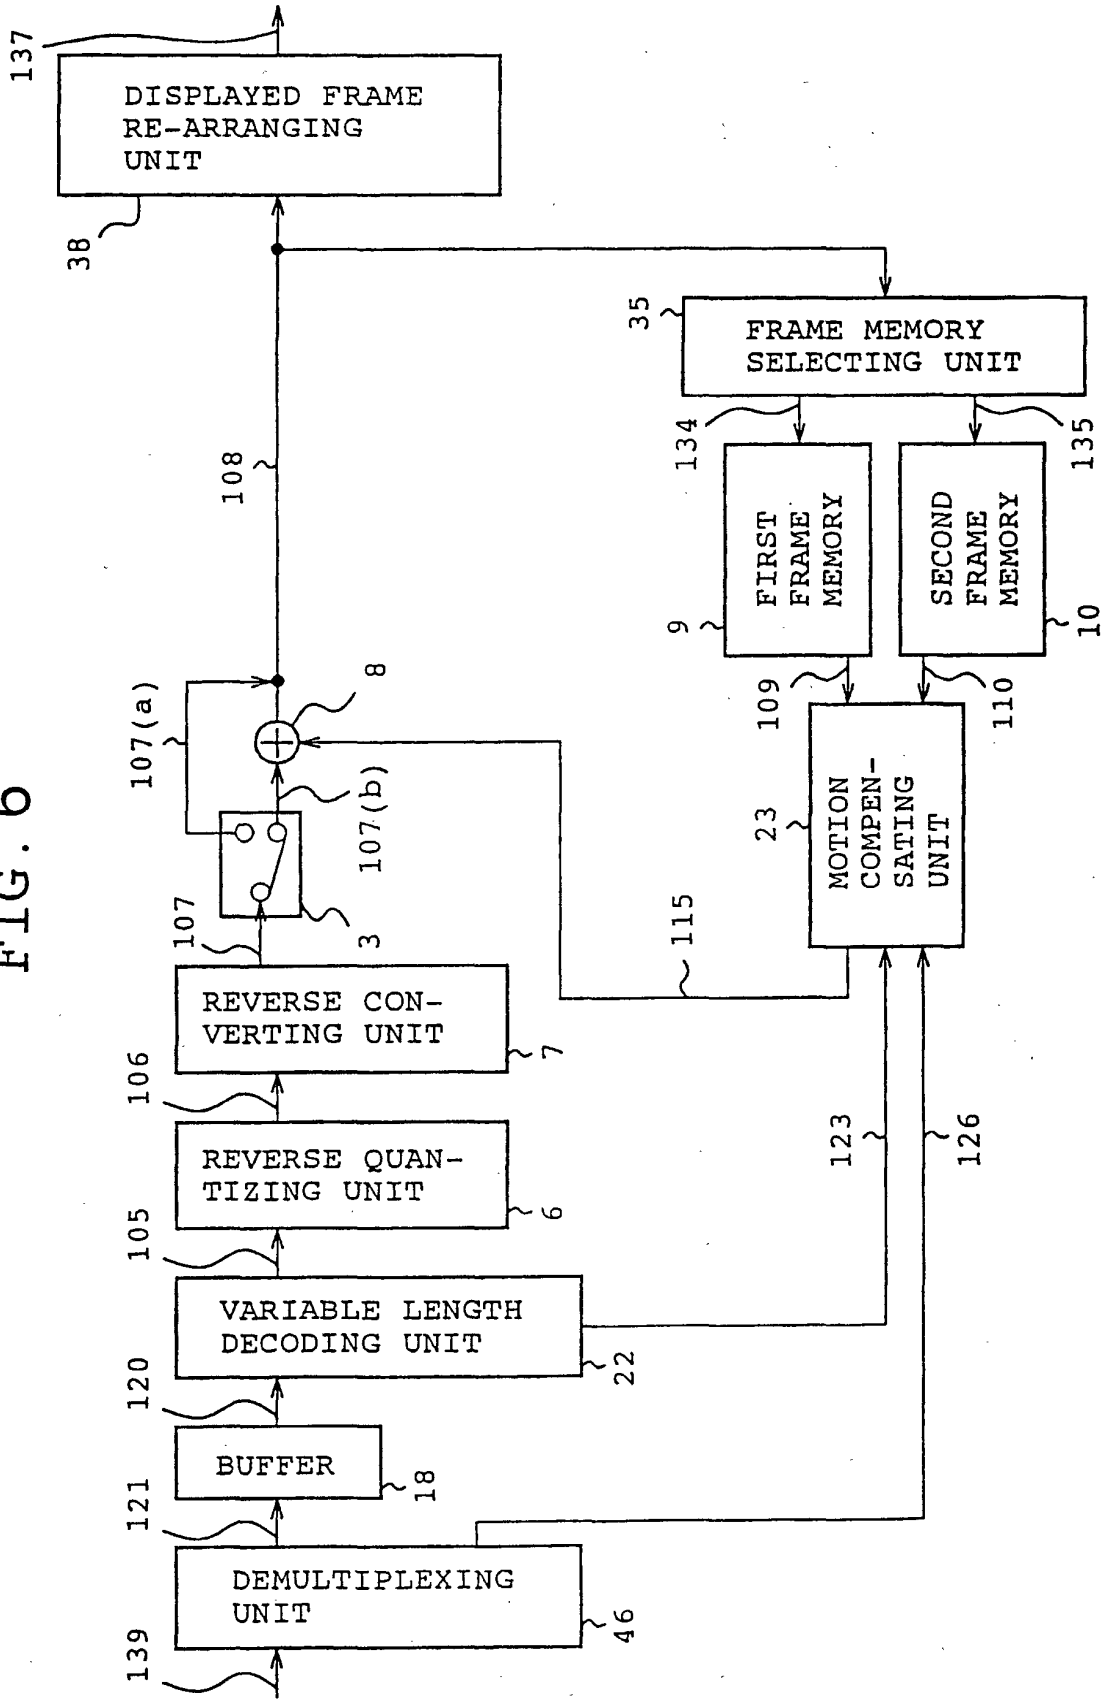 FIG. 6
137
DISPLAYED FRAME
RE-ARRANGING
UNIT
38
108
35
FRAME MEMORY
SELECTING UNIT
134
135
FIRST
FRAME
MEMORY
9
SECOND
FRAME
MEMORY
10
109
110
107(a)
8
107(b)
3
107
23
MOTION
COMPEN-
SATING
UNIT
115
REVERSE CON-
VERTING UNIT
7
106
REVERSE QUAN-
TIZING UNIT
6
105
123
126
VARIABLE LENGTH
DECODING UNIT
22
120
BUFFER
18
121
DEMULTIPLEXING
UNIT
46
139